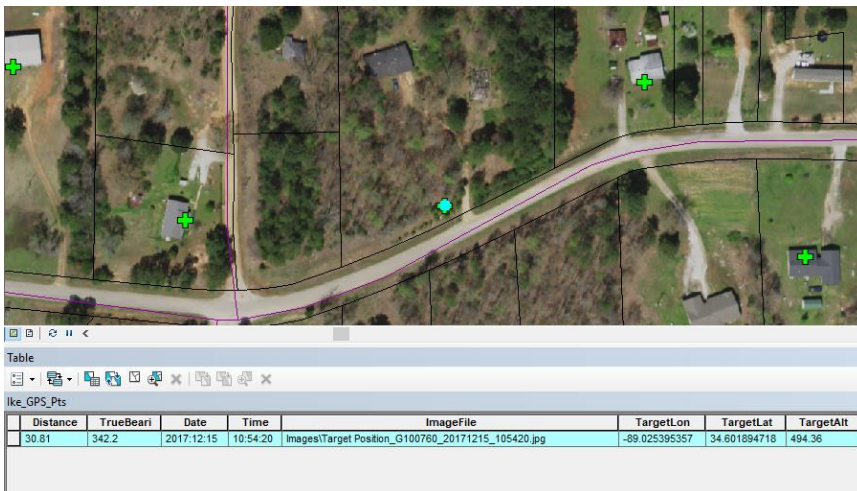 Table
Ike_GPS_Pts
Distance TrueBeari Date Time ImageFile TargetLon TargetLat TargetAlt
30.81 342.2 2017:12:15 10:54:20 Images\Target Position_G100760_20171215_105420.jpg -89.025395357 34.601894718 494.36